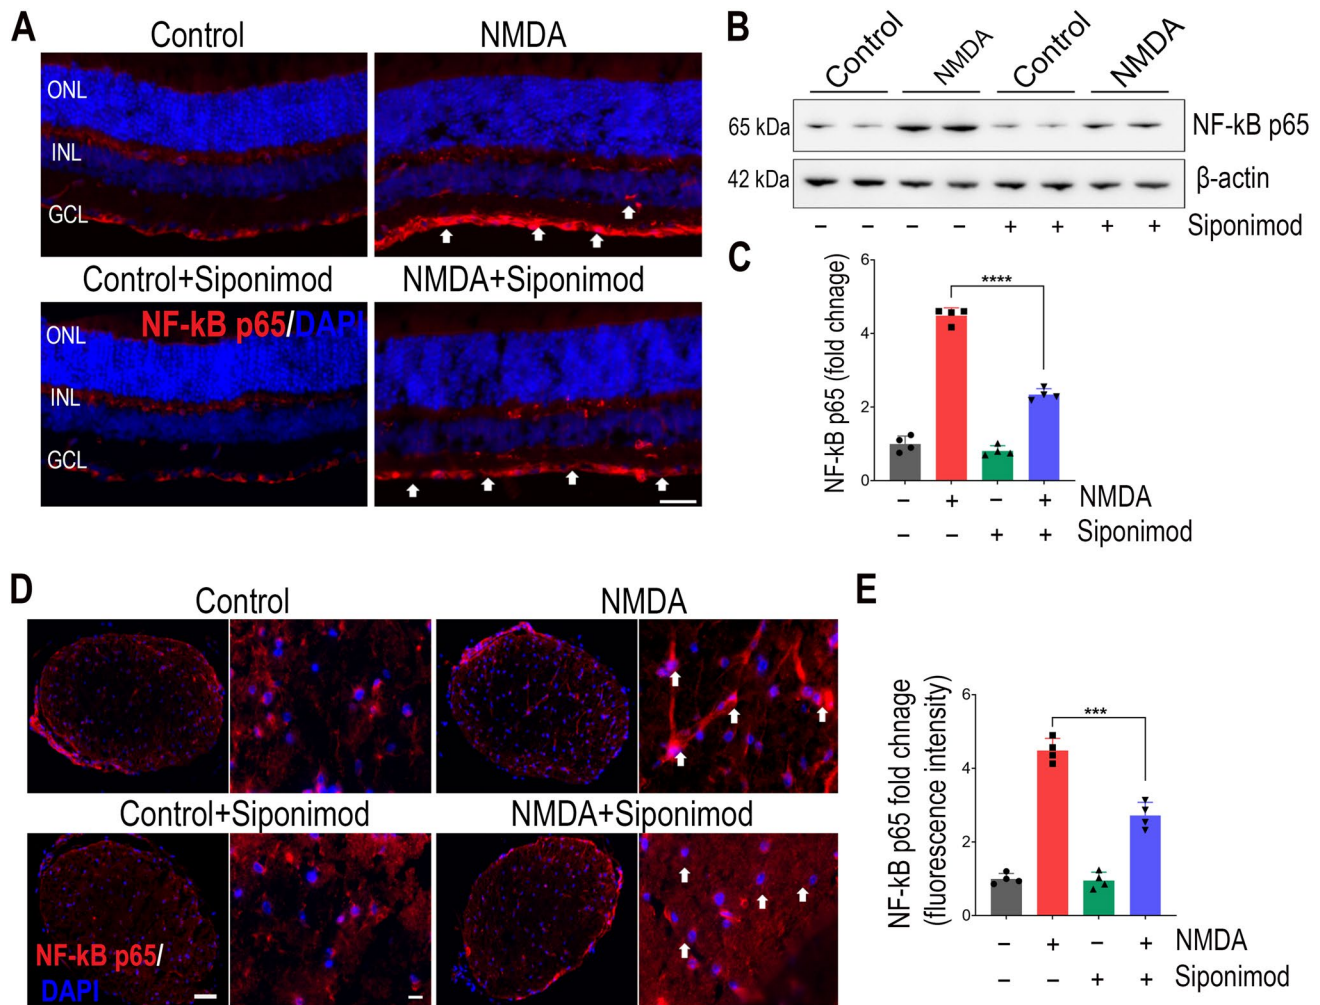 A
Control
NMDA
ONL
INL
GCL
Control+Siponimod
NMDA+Siponimod
NF-kB p65/DAPI
ONL
INL
GCL
B
Control
NMDA
Control
NMDA
65 kDa
NF-kB p65
42 kDa
β-actin
– – – – + + + + Siponimod
C
NF-kB p65 (fold chnage)
6
4
2
0
****
– + – + NMDA
– – + + Siponimod
D
Control
NMDA
Control+Siponimod
NMDA+Siponimod
NF-kB p65/
DAPI
E
NF-kB p65 fold chnage
(fluorescence intensity)
6
4
2
0
***
– + – + NMDA
– – + + Siponimod